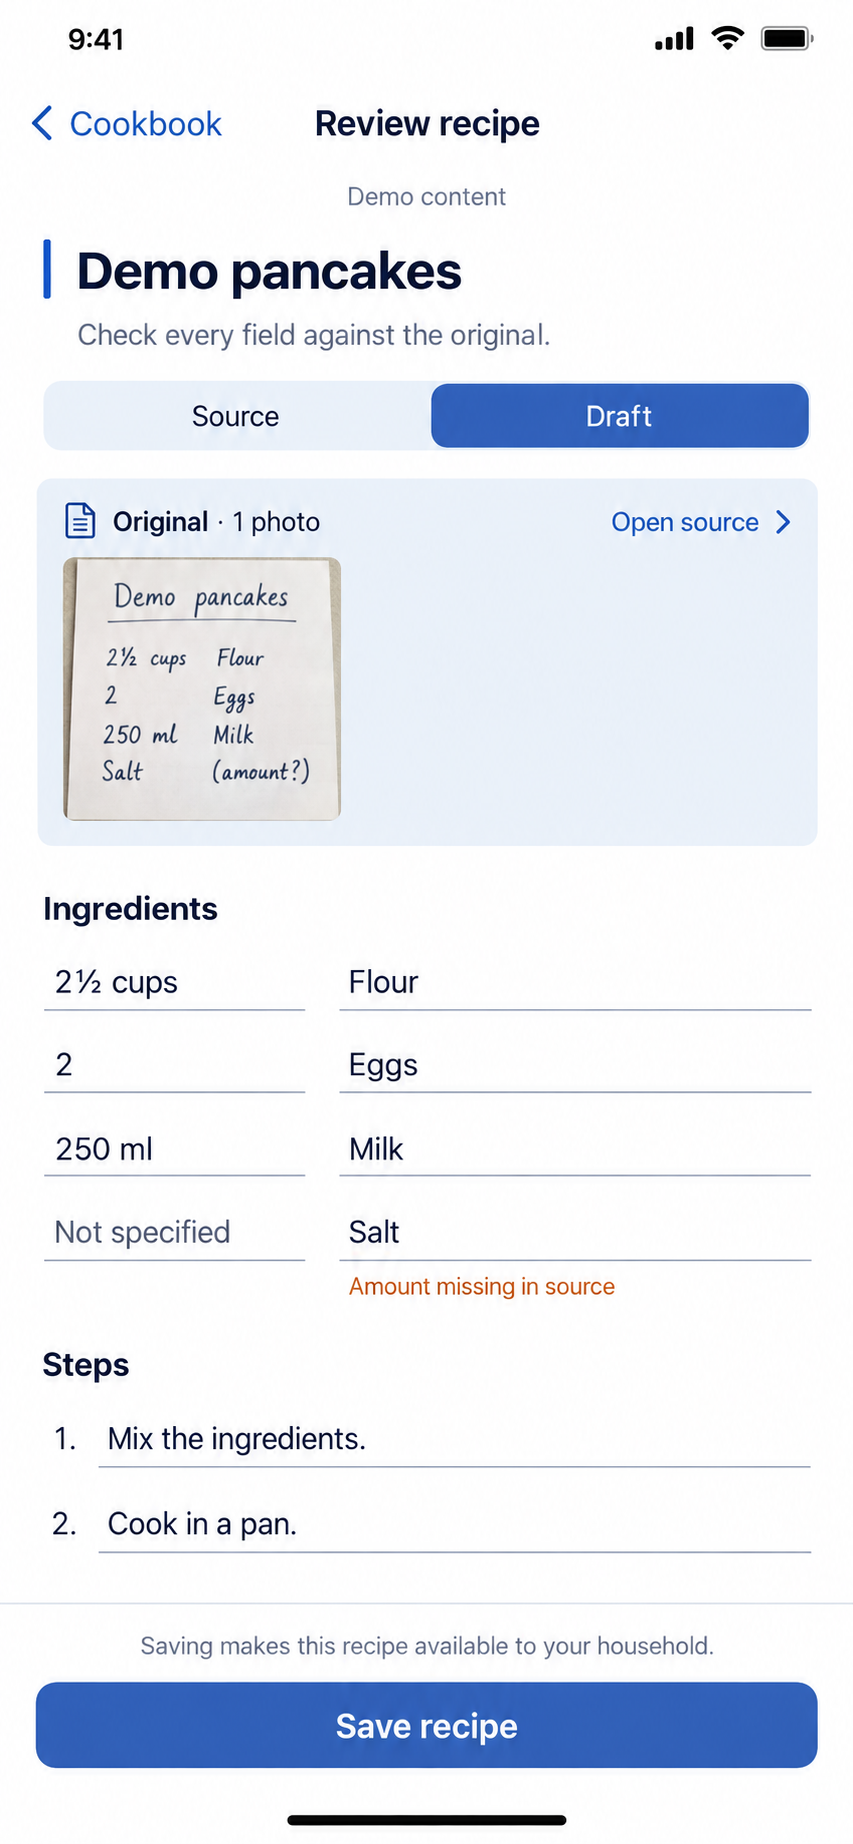 9:41
Cookbook
Review recipe
Demo content
Demo pancakes
Check every field against the original.
Source
Draft
Original · 1 photo
Open source
Demo pancakes
2½ cups Flour
2 Eggs
250 ml Milk
Salt (amount?)
Ingredients
2½ cups Flour
2 Eggs
250 ml Milk
Not specified Salt
Amount missing in source
Steps
1. Mix the ingredients.
2. Cook in a pan.
Saving makes this recipe available to your household.
Save recipe